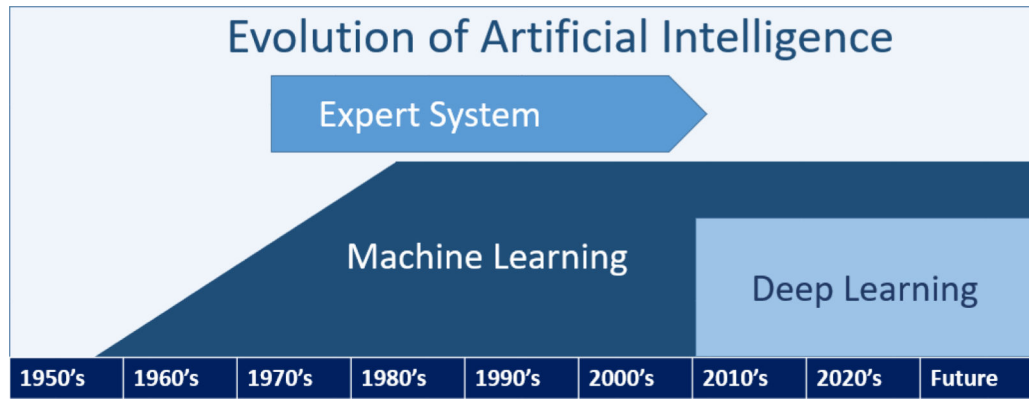 Evolution of Artificial Intelligence
Expert System
Machine Learning
Deep Learning
1950's 1960's 1970's 1980's 1990's 2000's 2010's 2020's Future